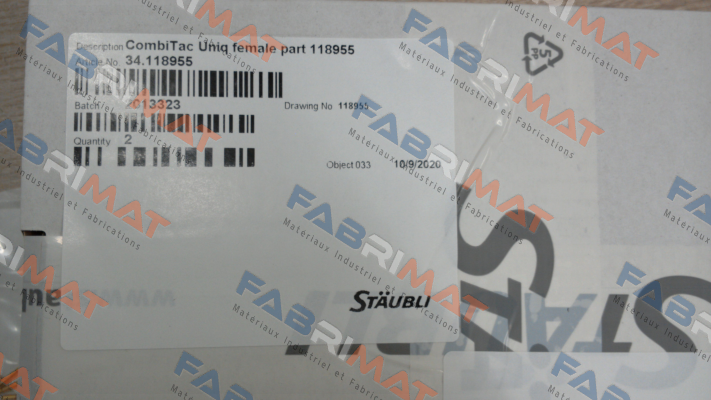 Description CombiTac Uniq female part 118955
Article No 34.118955
Batch 2013323
Drawing No 118955
Quantity 2
Object 033 10/9/2020
STÄUBLI
FABRIMAT
Materiaux Industriel et Fabrications